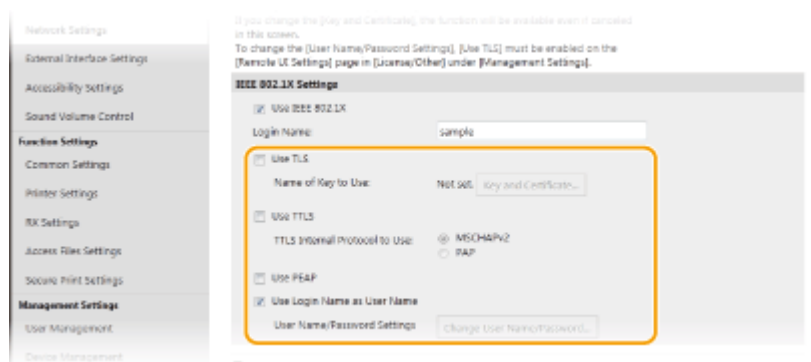 If you change the [Key and Certificate], the function will be available even if canceled
in this screen.
To change the [User Name/Password Settings], [Use TLS] must be enabled on the
[Remote UI Settings] page in [License/Other] under [Management Settings].
Network Settings
External Interface Settings
Accessibility Settings
Sound Volume Control
Function Settings
Common Settings
Printer Settings
RX Settings
Access Files Settings
Secure Print Settings
Management Settings
User Management
Device Management
IEEE 802.1X Settings
Use IEEE 802.1X
Login Name: sample
Use TLS
Name of Key to Use: Not set. Key and Certificate...
Use TTLS
TTLS Internal Protocol to Use: MSCHAPv2
PAP
Use PEAP
Use Login Name as User Name
User Name/Password Settings Change User Name/Password...